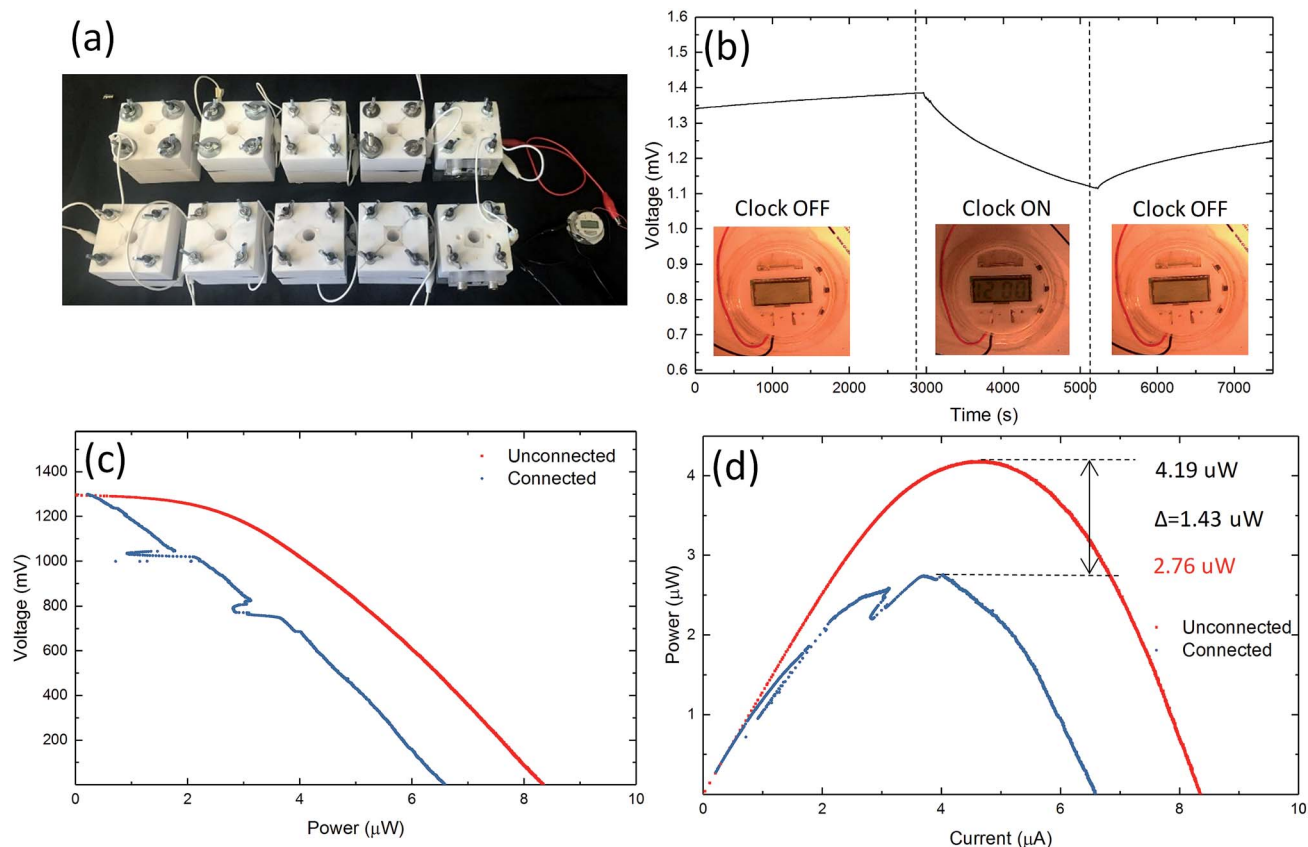 (a)
(b)
1.6
1.5
1.4
1.3
1.2
1.1
1.0
0.9
0.8
0.7
0.6
Voltage (mV)
Clock OFF
Clock ON
Clock OFF
12:00
0
1000
2000
3000
4000
5000
6000
7000
Time (s)
(c)
Unconnected
Connected
1400
1200
1000
800
600
400
200
Voltage (mV)
0
2
4
6
8
10
Power (μW)
(d)
4.19 uW
Δ=1.43 uW
2.76 uW
Unconnected
Connected
4
3
2
1
Power (μW)
0
2
4
6
8
10
Current (μA)